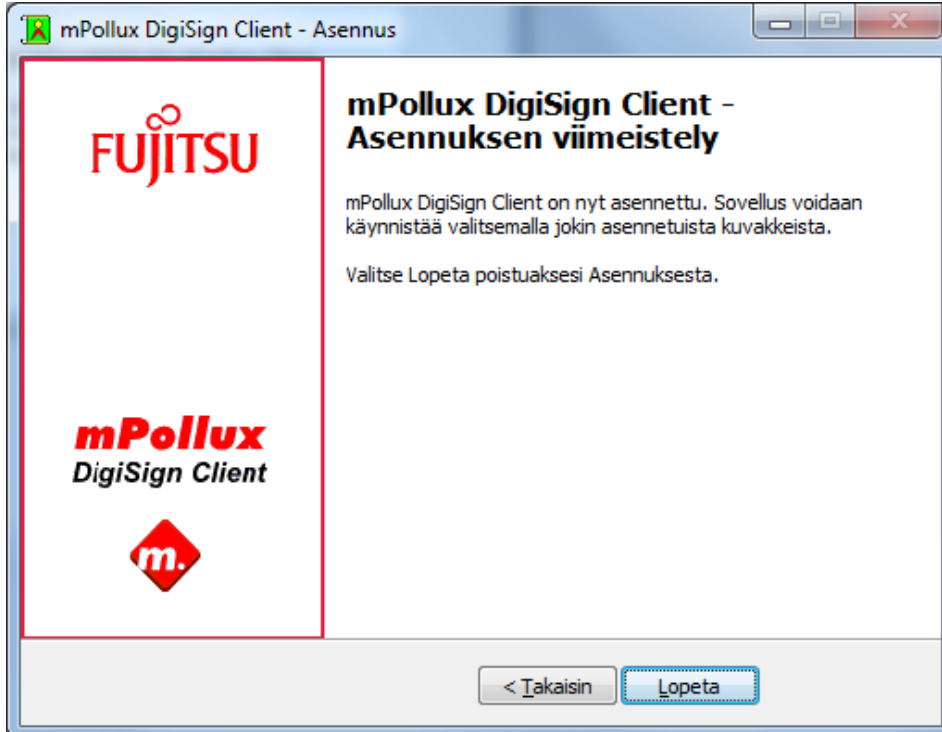 mPollux DigiSign Client - Asennus
FUJITSU
mPollux DigiSign Client -
Asennuksen viimeistely
mPollux DigiSign Client on nyt asennettu. Sovellus voidaan
käynnistää valitsemalla jokin asennetuista kuvakkeista.
Valitse Lopeta poistuaksesi Asennuksesta.
mPollux
DigiSign Client
m.
< Takaisin
Lopeta